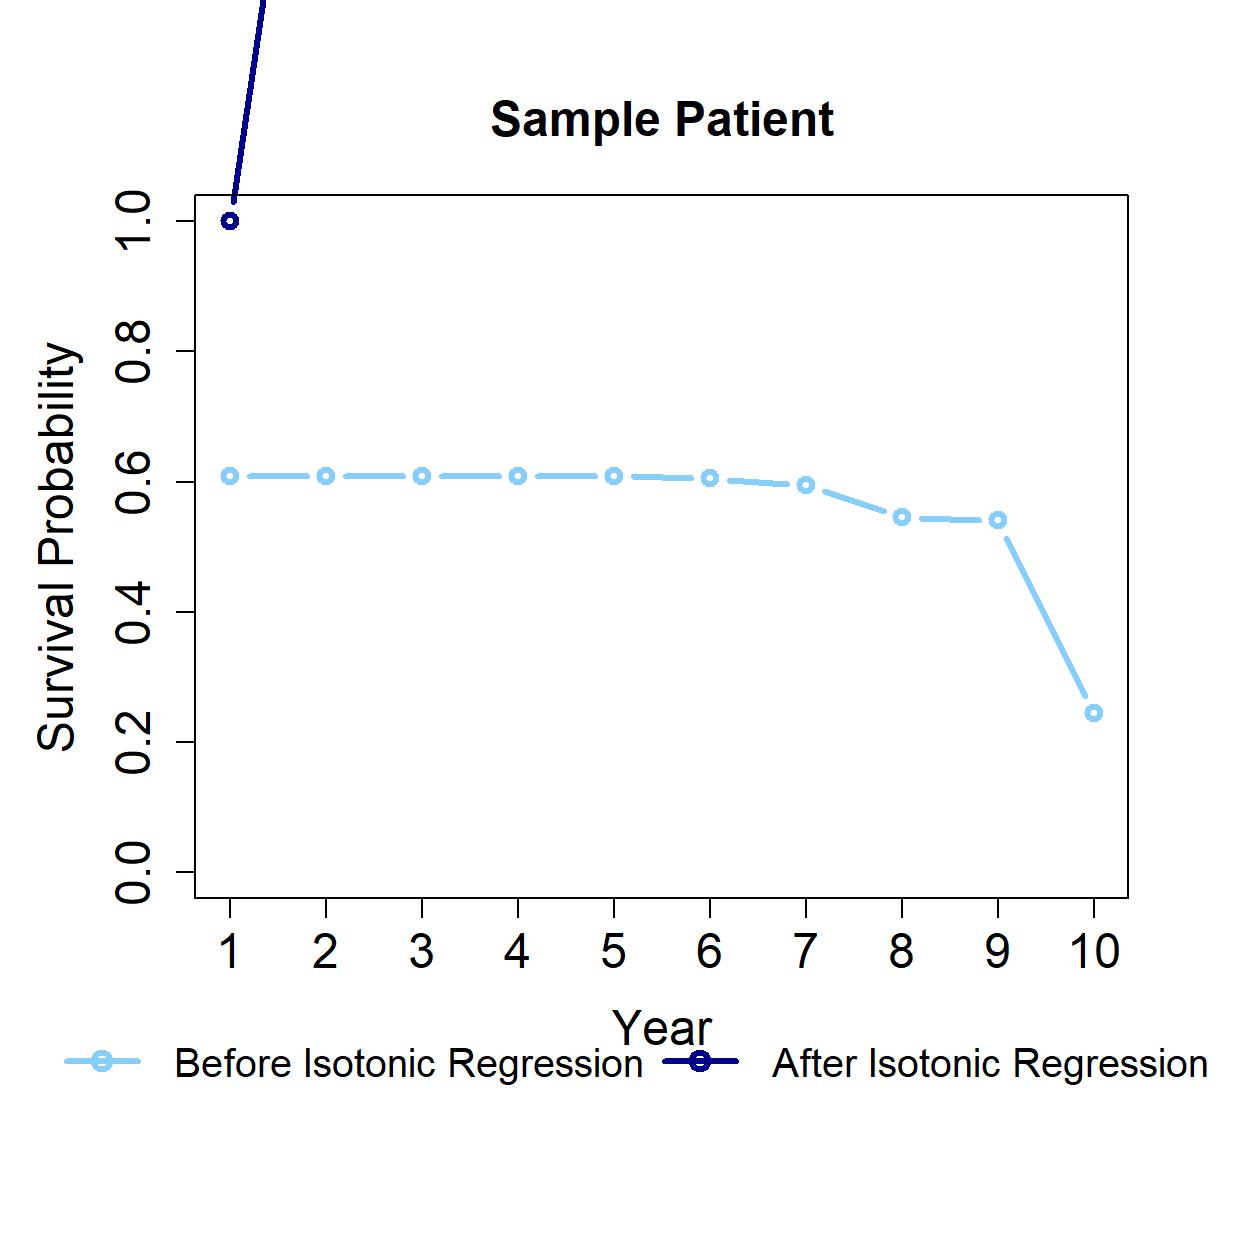 Sample Patient
Survival Probability
1.0
0.8
0.6
0.4
0.2
0.0
1 2 3 4 5 6 7 8 9 10
Year
Before Isotonic Regression After Isotonic Regression